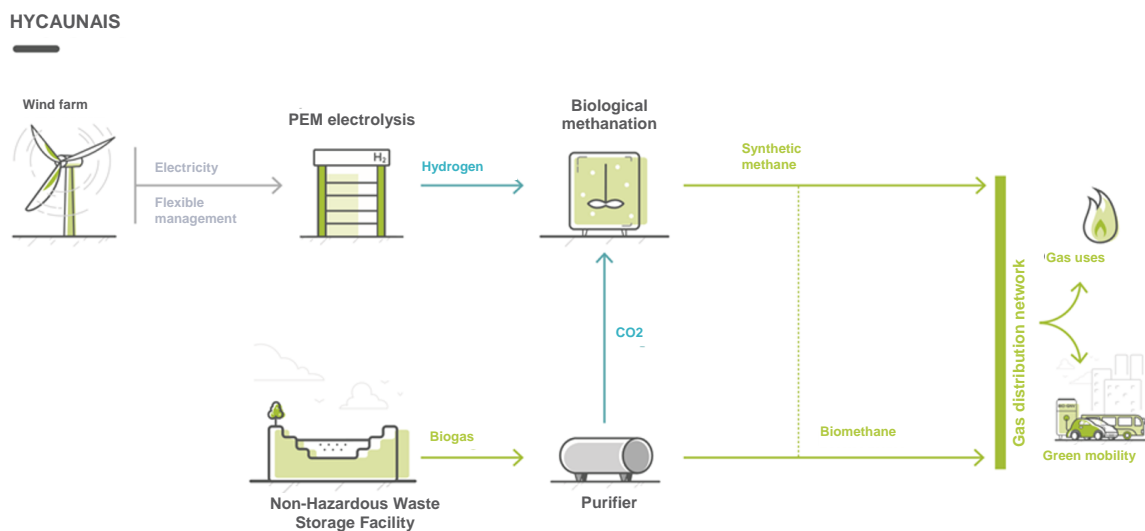 HYCAUNAIS
Wind farm
PEM electrolysis
Biological
methanation
H2
Electricity
Flexible
management
Hydrogen
Synthetic
methane
Gas uses
Gas distribution network
CO2
Biogas
Biomethane
Green mobility
Non-Hazardous Waste
Storage Facility
Purifier